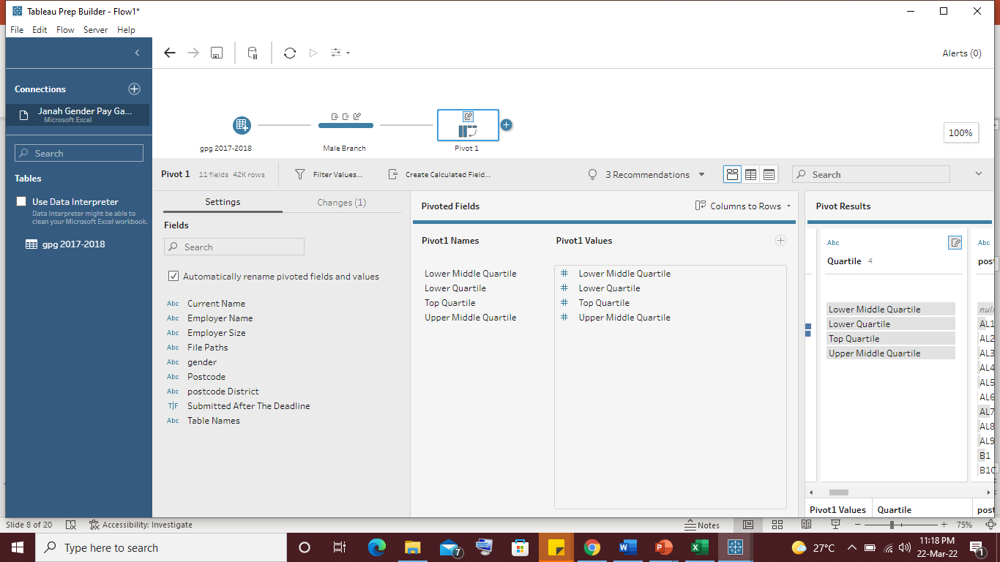 Tableau Prep Builder - Flow1*
File Edit Flow Server Help
Alerts (0)
Connections
Janah Gender Pay Ga...
Microsoft Excel
Search
Tables
Use Data Interpreter
Data Interpreter might be able to
clean your Microsoft Excel workbook.
gpg 2017-2018
gpg 2017-2018
Male Branch
Pivot 1
100%
Pivot 1 11 fields 42K rows
Filter Values...
Create Calculated Field...
3 Recommendations
Search
Settings
Changes (1)
Fields
Search
Automatically rename pivoted fields and values
Abc Current Name
Abc Employer Name
Abc Employer Size
Abc File Paths
Abc gender
Abc Postcode
Abc postcode District
T|F Submitted After The Deadline
Abc Table Names
Pivoted Fields
Columns to Rows
Pivot1 Names
Pivot1 Values
Lower Middle Quartile
Lower Quartile
Top Quartile
Upper Middle Quartile
# Lower Middle Quartile
# Lower Quartile
# Top Quartile
# Upper Middle Quartile
Pivot Results
Abc
Quartile 4
Lower Middle Quartile
Lower Quartile
Top Quartile
Upper Middle Quartile
Abc
post
null
AL1
AL2
AL3
AL4
AL5
AL6
AL7
AL8
AL9
B1
B10
Pivot1 Values
Quartile
post
Slide 8 of 20
Accessibility: Investigate
Notes
75%
Type here to search
7
27°C
11:18 PM
22-Mar-22
1